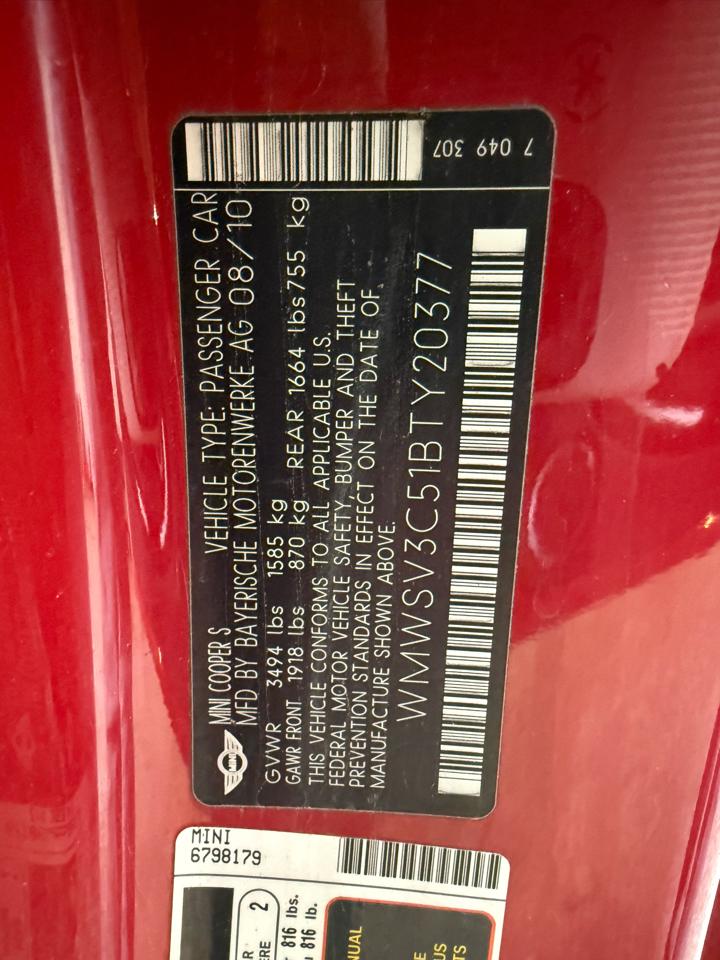 MINI
MINI COOPER S VEHICLE TYPE: PASSENGER CAR
MFD BY BAYERISCHE MOTORENWERKE AG 08/10
GVWR 3494 lbs 1585 kg
GAWR FRONT 1918 lbs 870 kg REAR 1664 lbs 755 kg
THIS VEHICLE CONFORMS TO ALL APPLICABLE U.S.
FEDERAL MOTOR VEHICLE SAFETY, BUMPER AND THEFT
PREVENTION STANDARDS IN EFFECT ON THE DATE OF
MANUFACTURE SHOWN ABOVE.
WMWSV3C51BTY20377
7 049 307
MINI
6798179
2
816 lbs.
816 lb.